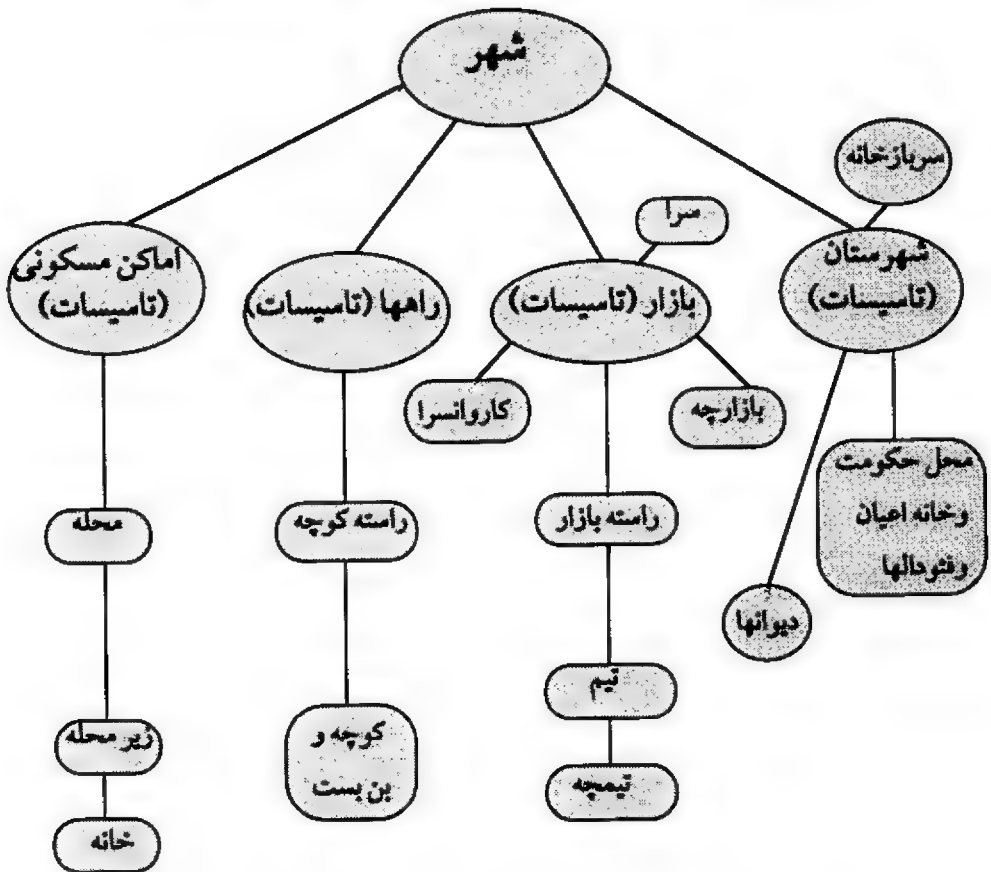 شهر
سربازخانه
سرا
شهرستان
(تاسیسات)
بازار (تاسیسات)
راهها (تاسیسات)
اماکن مسکونی
(تاسیسات)
بازارچه
کاروانسرا
محل حکومت
وخانه اعیان
وفئودالها
دیوانها
راسته بازار
راسته کوچه
محله
تیم
تیمچه
کوچه و
بن بست
زیر محله
خانه